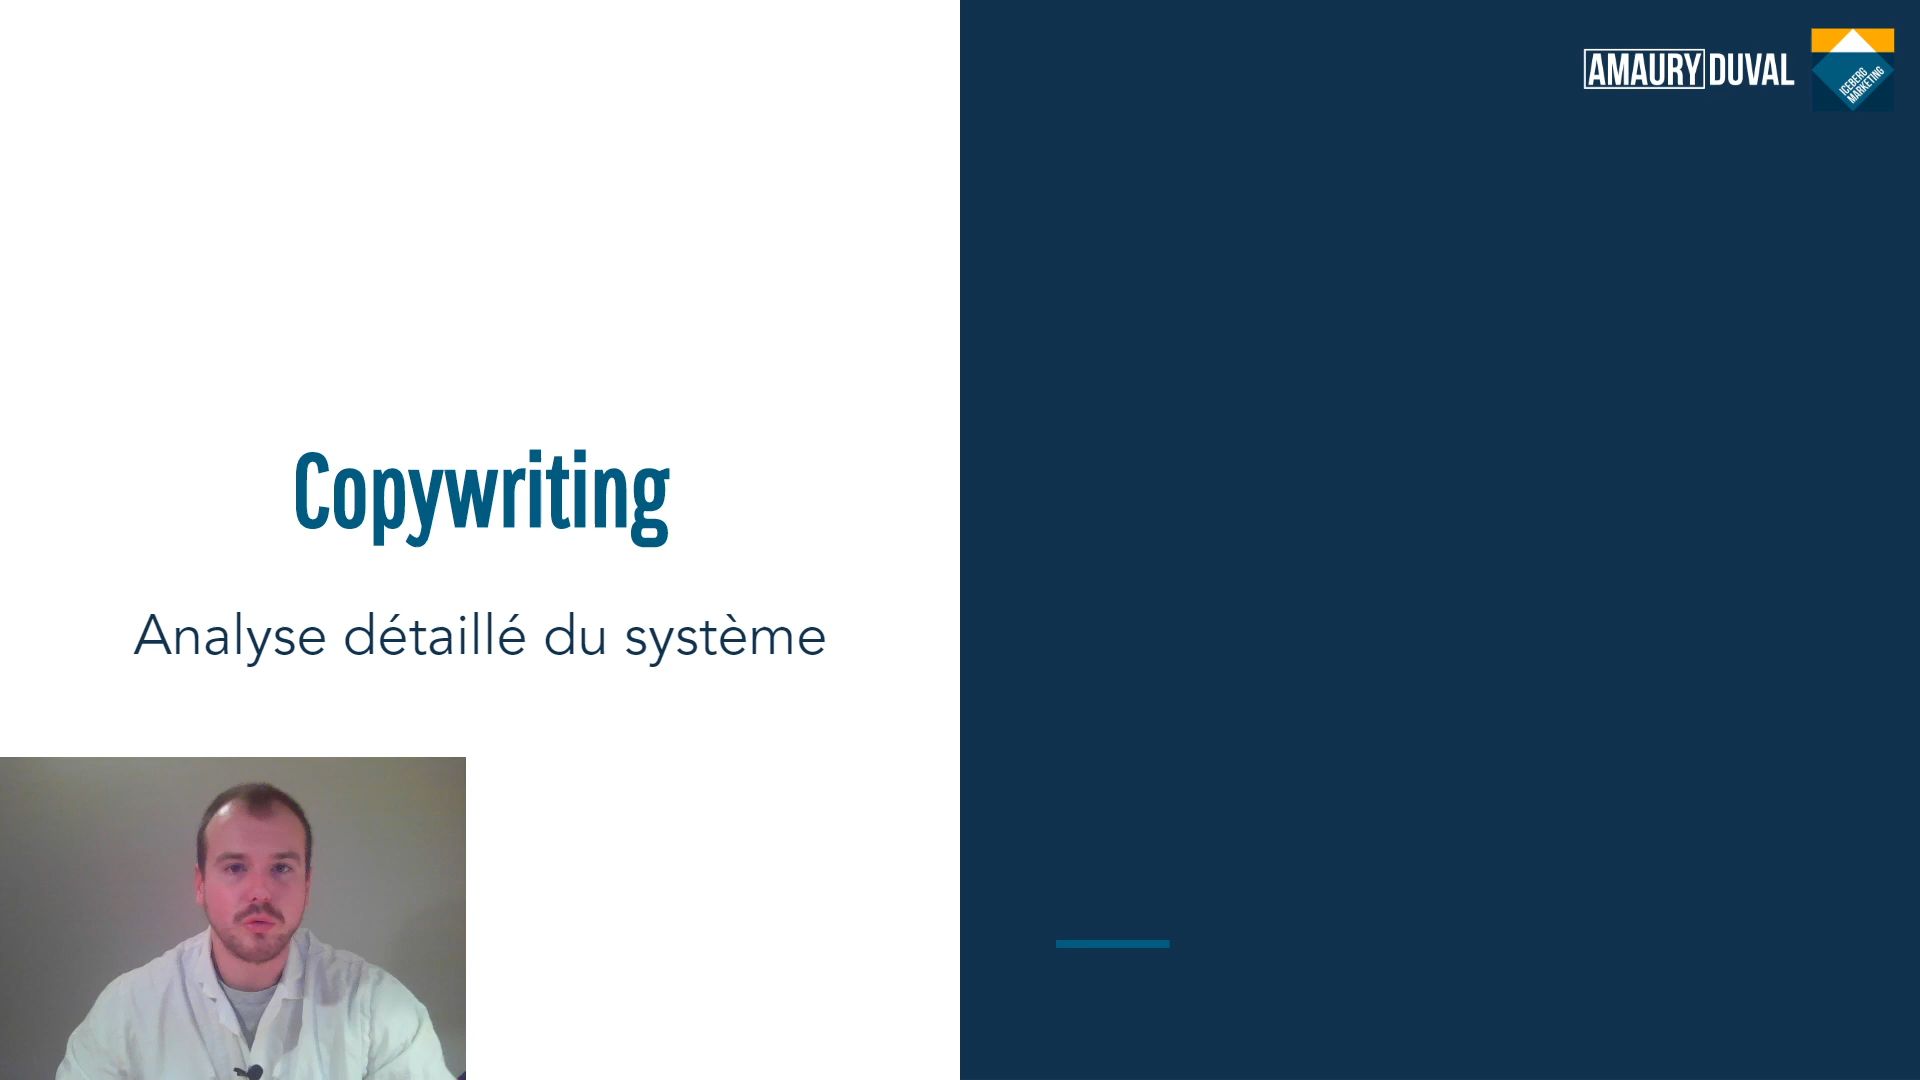 AMAURY DUVAL
ICEBERG
MARKETING
Copywriting
Analyse détaillé du système